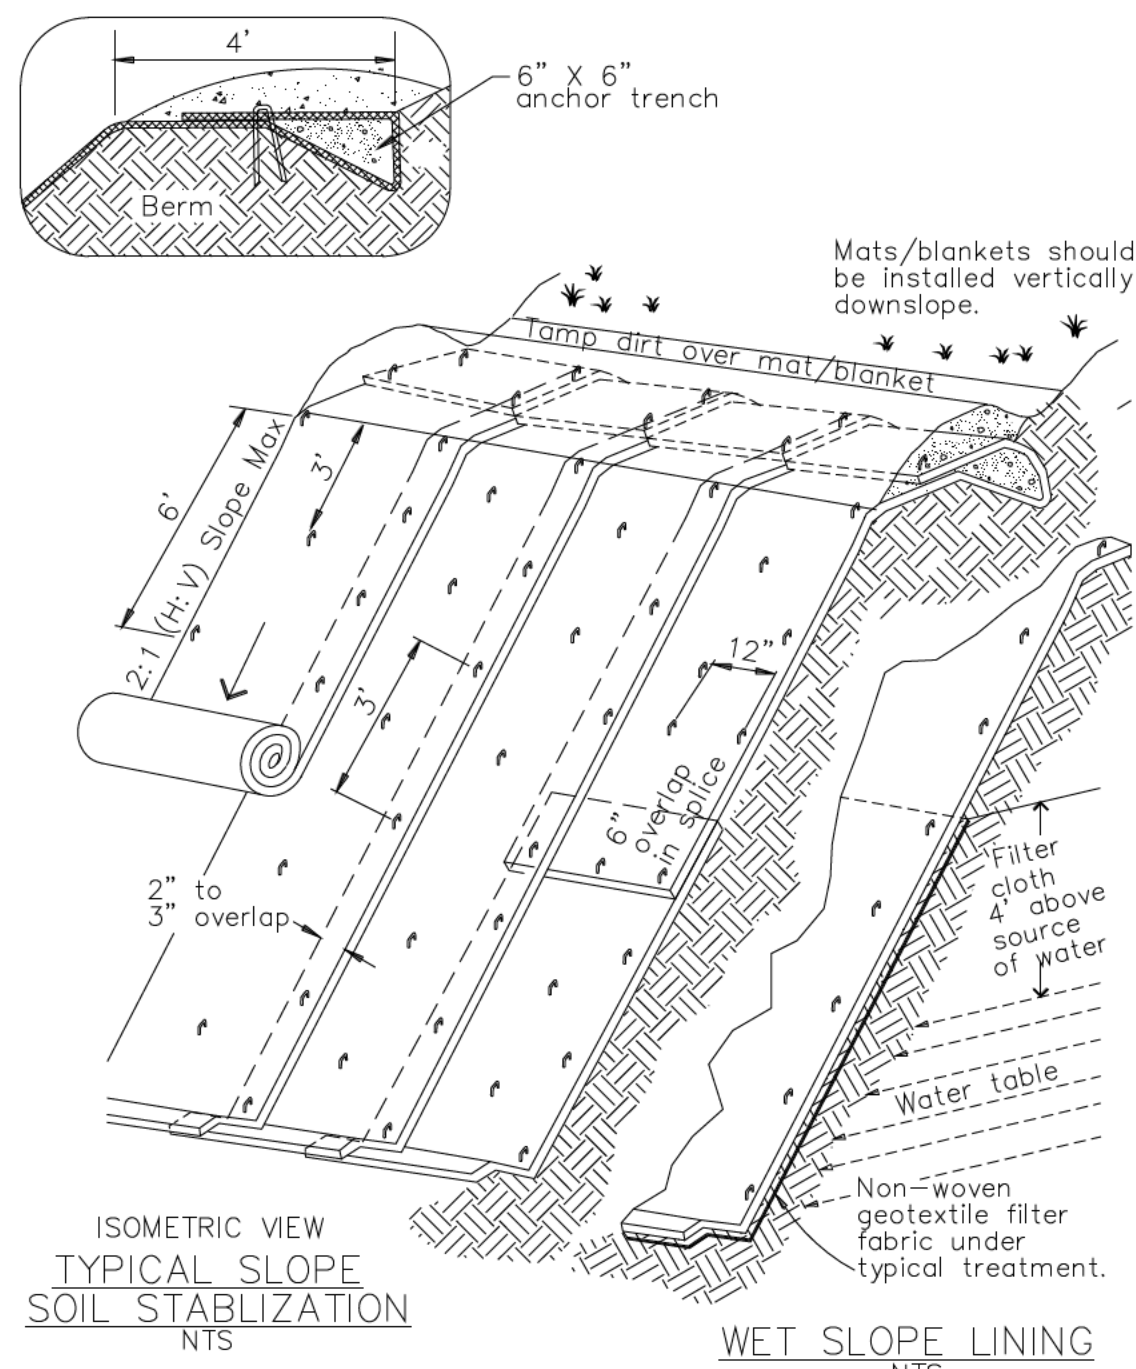 4'
6" X 6"
anchor trench
Berm
Mats/blankets should
be installed vertically
downslope.
Tamp dirt over mat/blanket
6'
2:1 (H: V) Slope Max
3'
3'
12"
6"
overlap
in splice
2" to
3" overlap
Filter
cloth
4' above
source
of water
Water table
Non-woven
geotextile filter
fabric under
typical treatment.
ISOMETRIC VIEW
TYPICAL SLOPE
SOIL STABLIZATION
NTS
WET SLOPE LINING
NTS